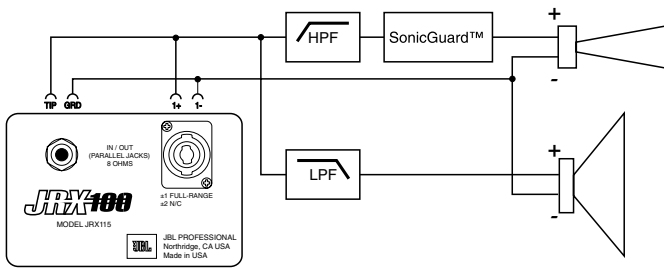 +
HPF
SonicGuard™
-
TIP GRD 1+ 1-
IN / OUT
(PARALLEL JACKS)
8 OHMS
+
LPF
-
±1 FULL-RANGE
±2 N/C
JRX100
MODEL JRX115
JBL
JBL PROFESSIONAL
Northridge, CA USA
Made in USA